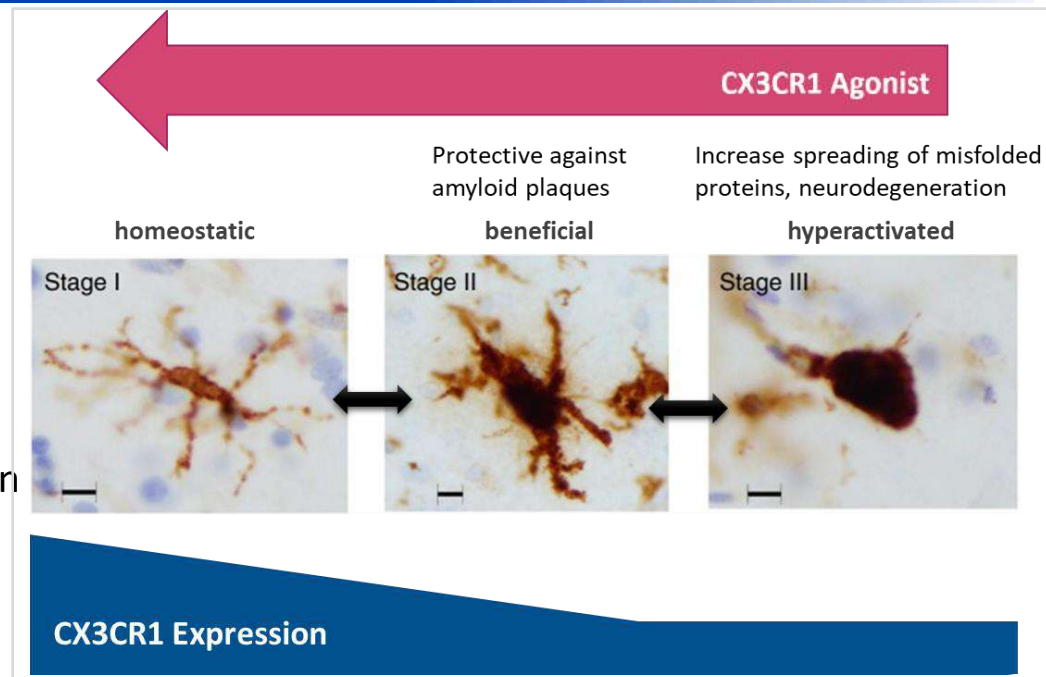 CX3CR1 Agonist
Protective against
amyloid plaques
Increase spreading of misfolded
proteins, neurodegeneration
homeostatic
beneficial
hyperactivated
Stage I
Stage II
Stage III
n
CX3CR1 Expression